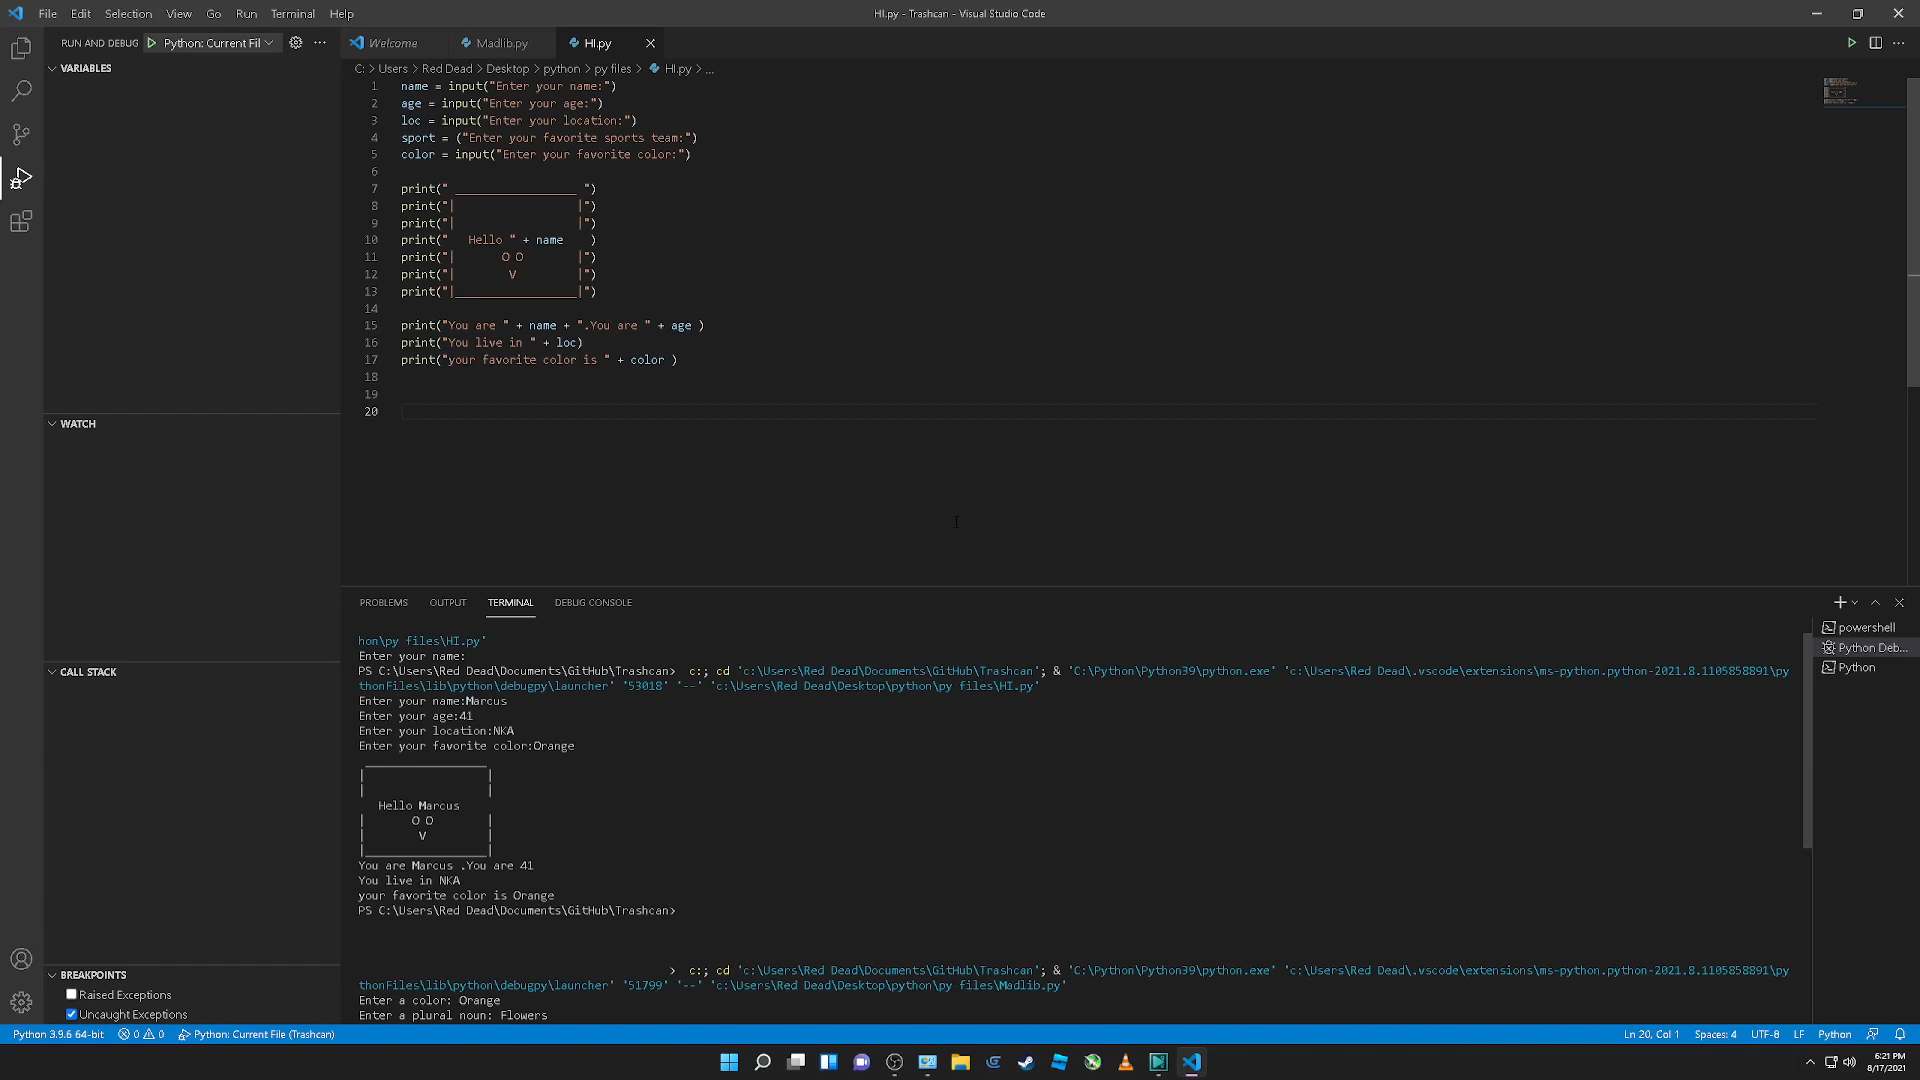 File Edit Selection View Go Run Terminal Help
HI.py - Trashcan - Visual Studio Code
RUN AND DEBUG Python: Current Fil
Welcome Madlib.py HI.py
C: > Users > Red Dead > Desktop > python > py files > HI.py > ...
VARIABLES
WATCH
CALL STACK
BREAKPOINTS
Raised Exceptions
Uncaught Exceptions
1 name = input("Enter your name:")
2 age = input("Enter your age:")
3 loc = input("Enter your location:")
4 sport = ("Enter your favorite sports team:")
5 color = input("Enter your favorite color:")
6
7 print(" __________________ ")
8 print("|                  |")
9 print("|                  |")
10 print("   Hello " + name    )
11 print("|       O O        |")
12 print("|        V         |")
13 print("|__________________|")
14
15 print("You are " + name + ".You are " + age )
16 print("You live in " + loc)
17 print("your favorite color is " + color )
18
19
20
PROBLEMS OUTPUT TERMINAL DEBUG CONSOLE
powershell
Python Deb...
Python
hon\py files\HI.py'
Enter your name:
PS C:\Users\Red Dead\Documents\GitHub\Trashcan>  c:; cd 'c:\Users\Red Dead\Documents\GitHub\Trashcan'; & 'C:\Python\Python39\python.exe' 'c:\Users\Red Dead\.vscode\extensions\ms-python.python-2021.8.1105858891\py
thonFiles\lib\python\debugpy\launcher' '53018' '--' 'c:\Users\Red Dead\Desktop\python\py files\HI.py'
Enter your name:Marcus
Enter your age:41
Enter your location:NKA
Enter your favorite color:Orange
 __________________
|                  |
|                  |
   Hello Marcus
|       O O        |
|        V         |
|__________________|
You are Marcus .You are 41
You live in NKA
your favorite color is Orange
PS C:\Users\Red Dead\Documents\GitHub\Trashcan>
>  c:; cd 'c:\Users\Red Dead\Documents\GitHub\Trashcan'; & 'C:\Python\Python39\python.exe' 'c:\Users\Red Dead\.vscode\extensions\ms-python.python-2021.8.1105858891\py
thonFiles\lib\python\debugpy\launcher' '51799' '--' 'c:\Users\Red Dead\Desktop\python\py files\Madlib.py'
Enter a color: Orange
Enter a plural noun: Flowers
Python 3.9.6 64-bit 0 0 Python: Current File (Trashcan) Ln 20, Col 1 Spaces: 4 UTF-8 LF Python
6:21 PM
8/17/2021